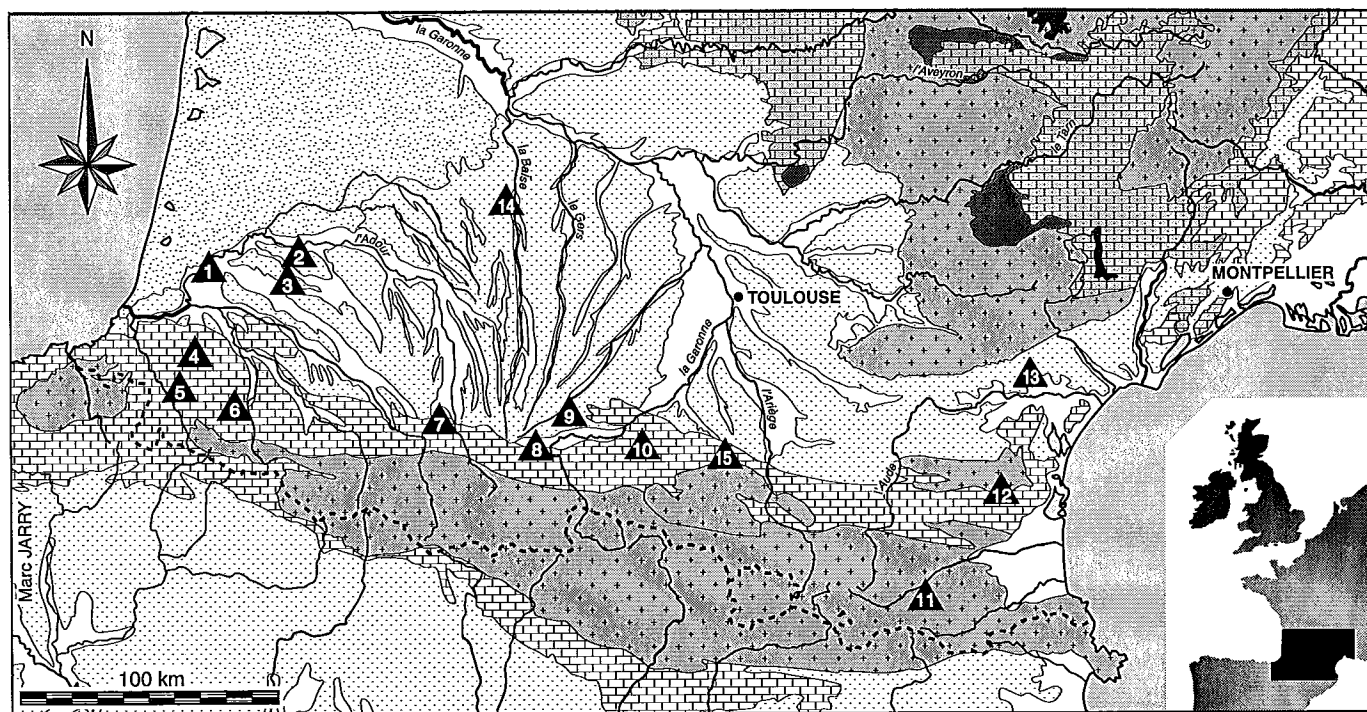 N
la Garonne
l'Aveyron
le Tarn
la Baïse
le Gers
14
l'Adour
2
1
3
MONTPELLIER
TOULOUSE
la Garonne
4
5
6
7
9
8
10
15
l'Ariège
l'Aude
13
12
11
Marc JARRY
100 km